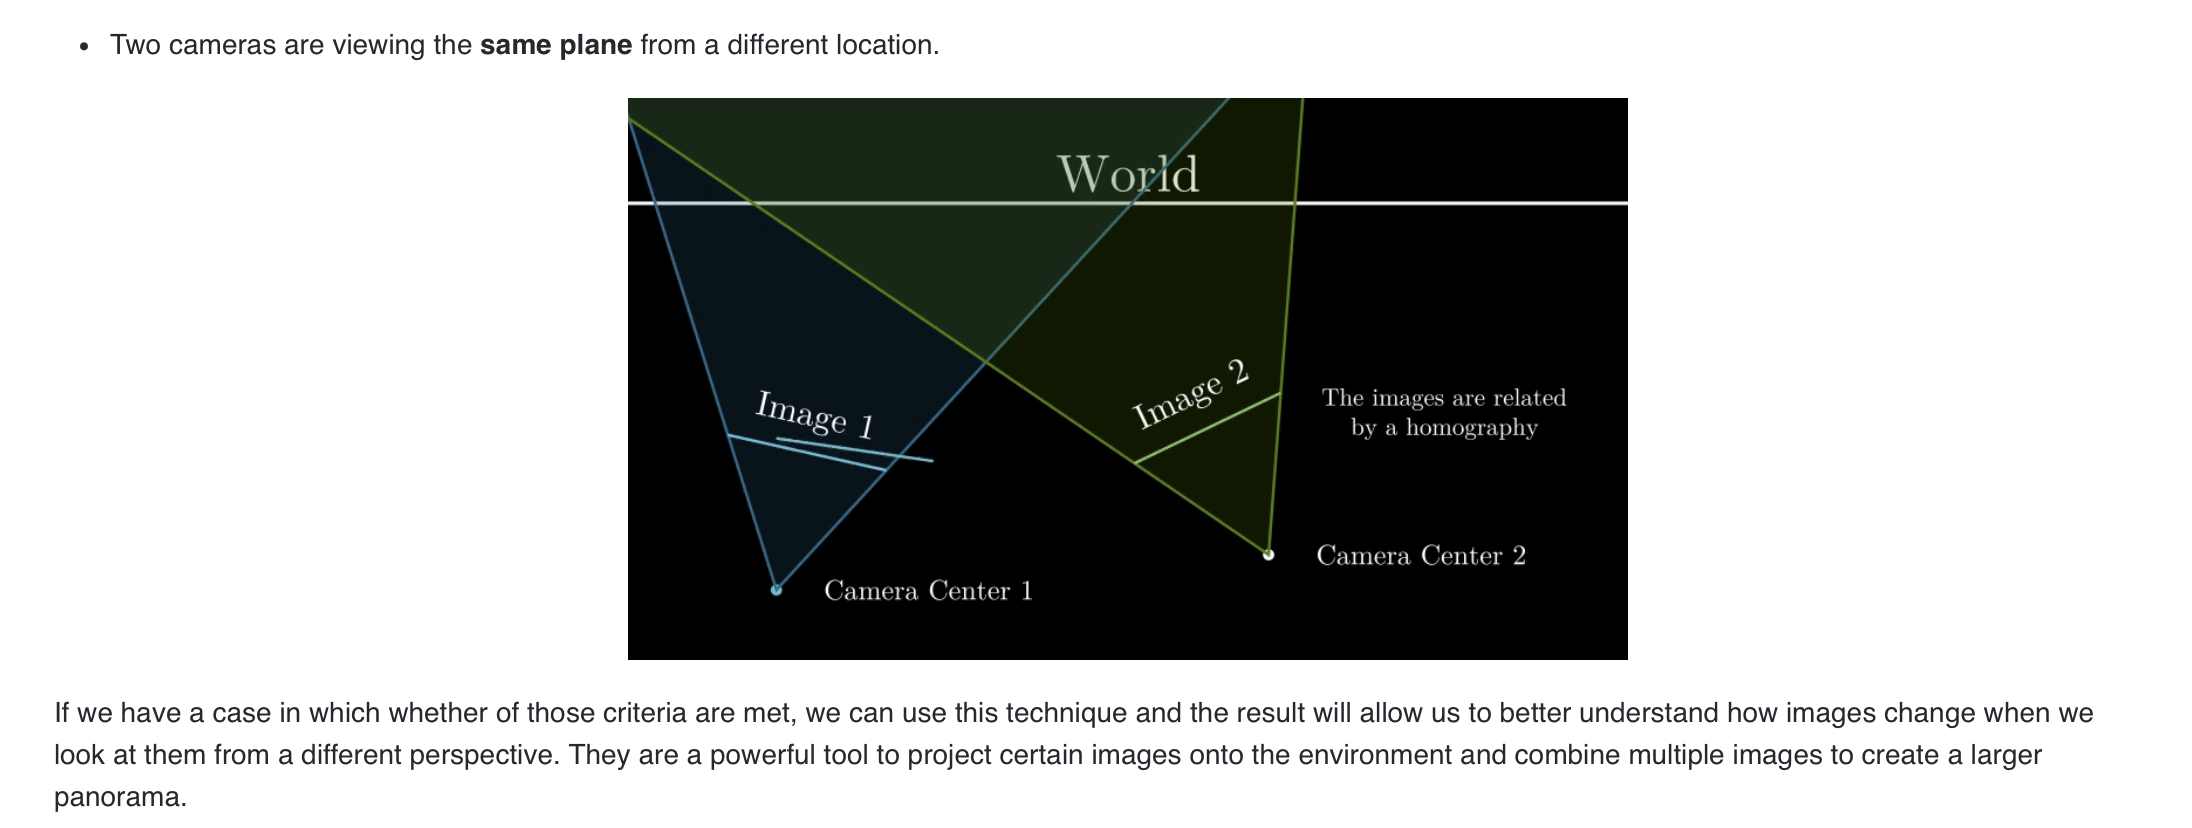 • Two cameras are viewing the same plane from a different location.
World
Image 1
Image 2
The images are related
by a homography
Camera Center 2
Camera Center 1
If we have a case in which whether of those criteria are met, we can use this technique and the result will allow us to better understand how images change when we
look at them from a different perspective. They are a powerful tool to project certain images onto the environment and combine multiple images to create a larger
panorama.